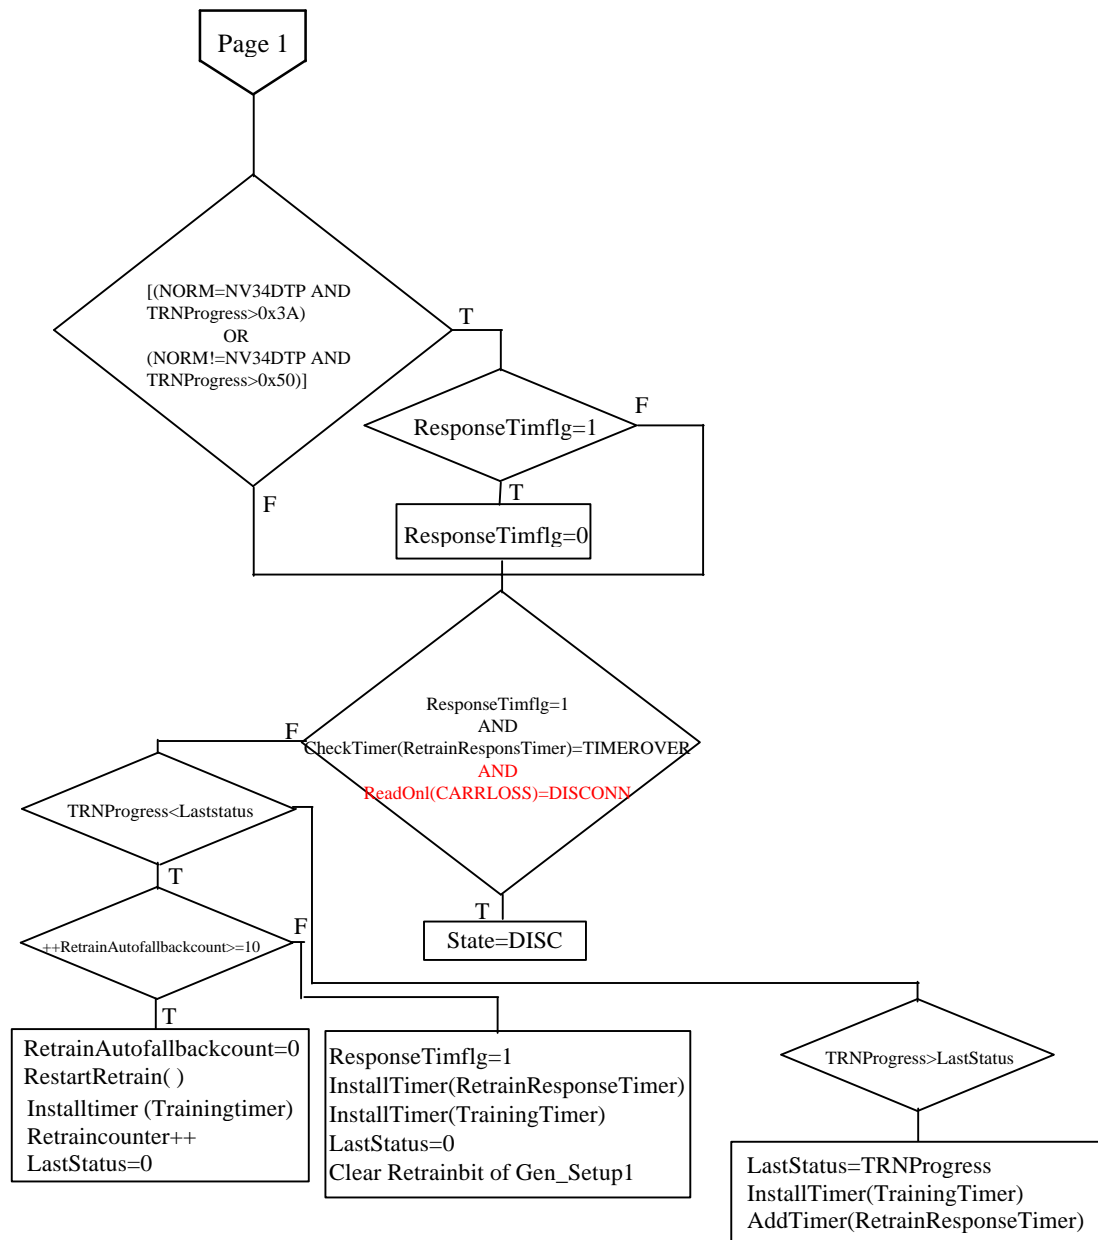 Page 1
[(NORM=NV34DTP AND
TRNProgress>0x3A)
OR
(NORM!=NV34DTP AND
TRNProgress>0x50)]
T
F
ResponseTimflg=1
F
T
ResponseTimflg=0
ResponseTimflg=1
AND
CheckTimer(RetrainResponsTimer)=TIMEROVER
AND
ReadOnl(CARRLOSS)=DISCONN
F
T
State=DISC
TRNProgress<Laststatus
T
++RetrainAutofallbackcount>=10
F
T
RetrainAutofallbackcount=0
RestartRetrain( )
Installtimer (Trainingtimer)
Retraincounter++
LastStatus=0
ResponseTimflg=1
InstallTimer(RetrainResponseTimer)
InstallTimer(TrainingTimer)
LastStatus=0
Clear Retrainbit of Gen_Setup1
TRNProgress>LastStatus
LastStatus=TRNProgress
InstallTimer(TrainingTimer)
AddTimer(RetrainResponseTimer)